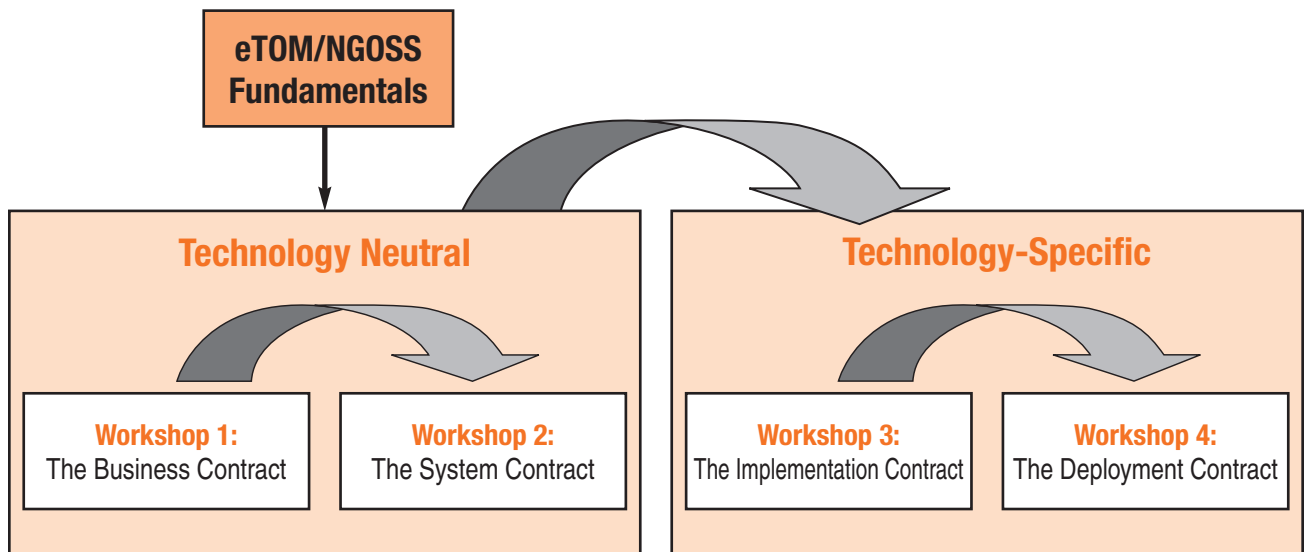 eTOM/NGOSS
Fundamentals
Technology Neutral
Workshop 1:
The Business Contract
Workshop 2:
The System Contract
Technology-Specific
Workshop 3:
The Implementation Contract
Workshop 4:
The Deployment Contract